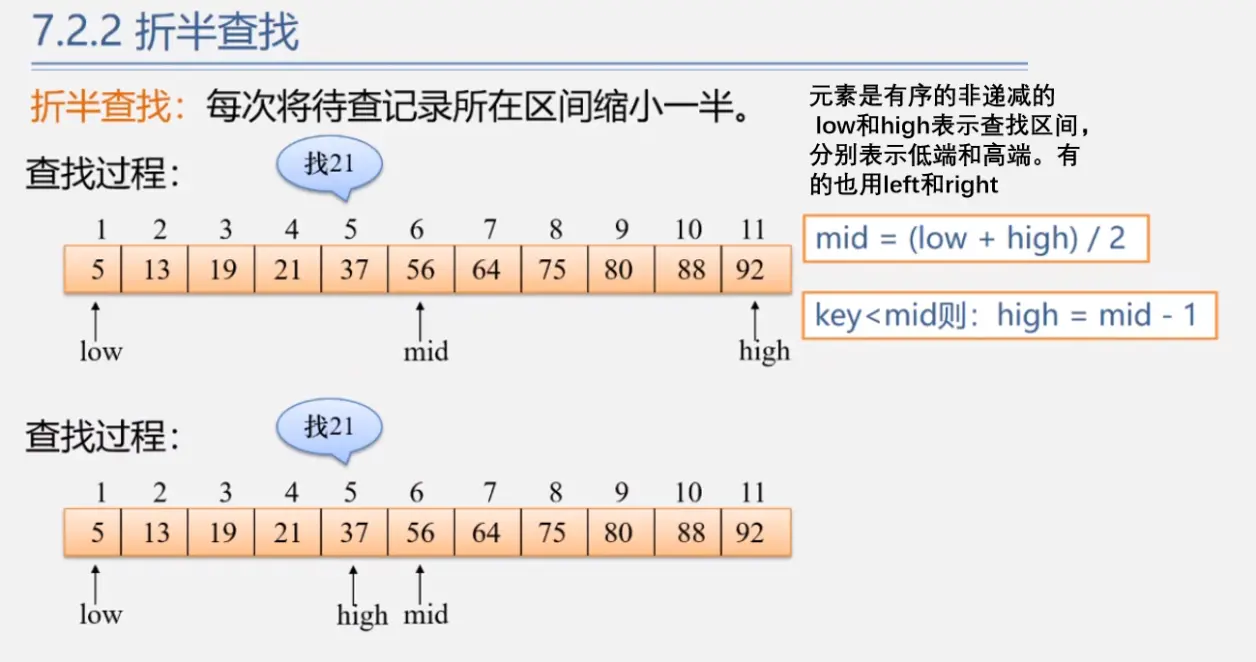 7.2.2 折半查找
折半查找：每次将待查记录所在区间缩小一半。
元素是有序的非递减的
low和high表示查找区间，
分别表示低端和高端。有
的也用left和right
查找过程：
找21
1 2 3 4 5 6 7 8 9 10 11
5 13 19 21 37 56 64 75 80 88 92
low mid high
mid = (low + high) / 2
key<mid则：high = mid - 1
查找过程：
找21
1 2 3 4 5 6 7 8 9 10 11
5 13 19 21 37 56 64 75 80 88 92
low high mid